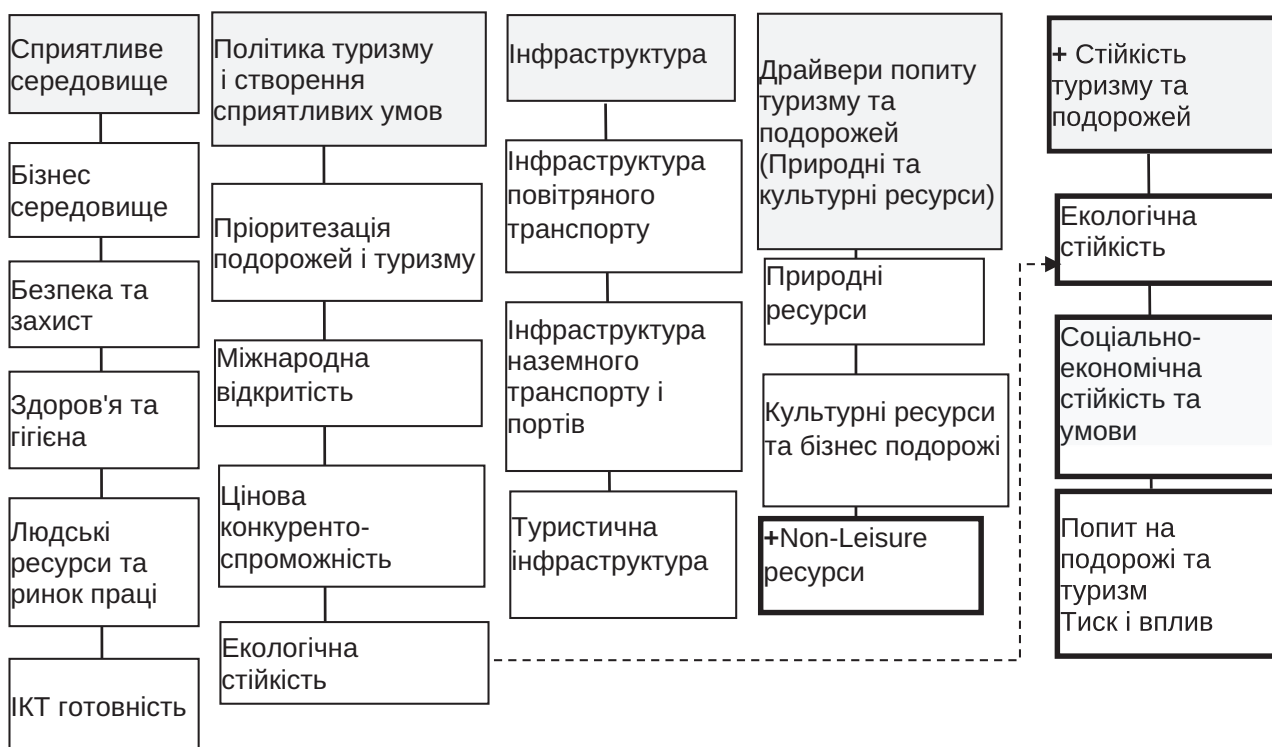 Сприятливе
середовище
Бізнес
середовище
Безпека та
захист
Здоров'я та
гігієна
Людські
ресурси та
ринок праці
ІКТ готовність
Політика туризму
і створення
сприятливих умов
Пріоритезація
подорожей і туризму
Міжнародна
відкритість
Цінова
конкуренто-
спроможність
Екологічна
стійкість
Інфраструктура
Інфраструктура
повітряного
транспорту
Інфраструктура
наземного
транспорту і
портів
Туристична
інфраструктура
Драйвери попиту
туризму та
подорожей
(Природні та
культурні ресурси)
Природні
ресурси
Культурні ресурси
та бізнес подорожі
+Non-Leisure
ресурси
+ Стійкість
туризму та
подорожей
Екологічна
стійкість
Соціально-
економічна
стійкість та
умови
Попит на
подорожі та
туризм
Тиск і вплив